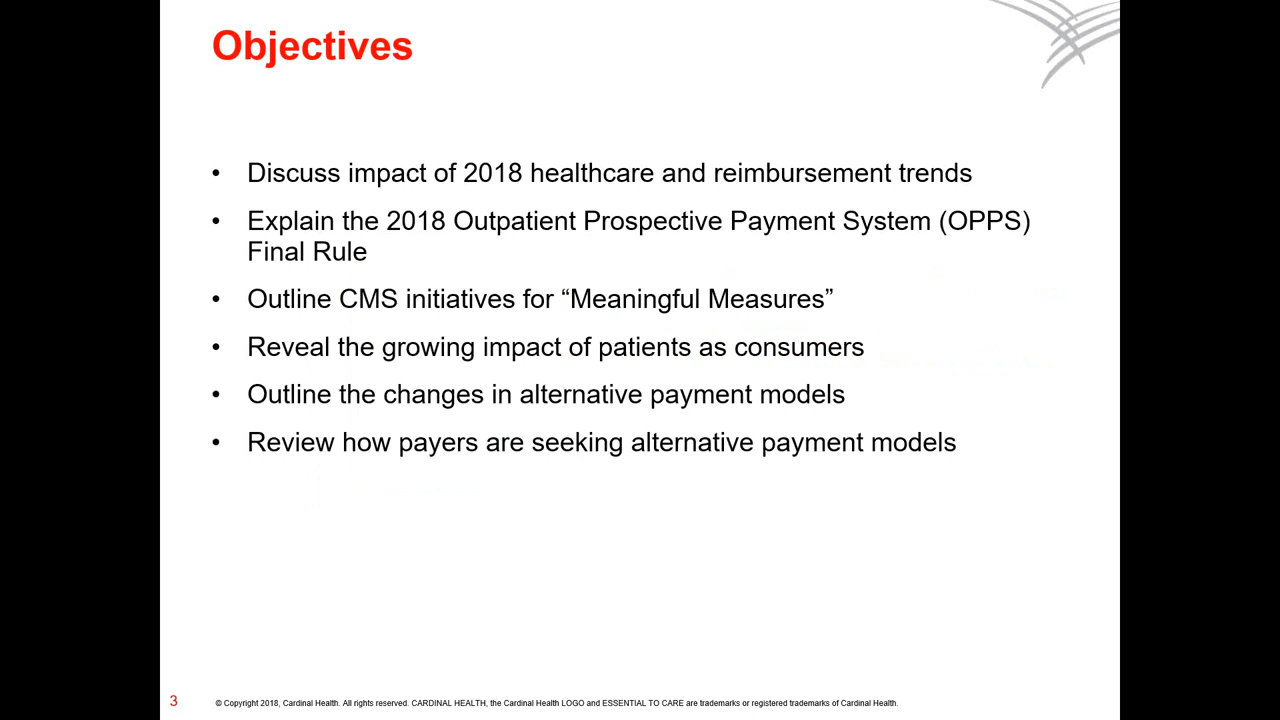 Objectives
• Discuss impact of 2018 healthcare and reimbursement trends
• Explain the 2018 Outpatient Prospective Payment System (OPPS)
Final Rule
• Outline CMS initiatives for “Meaningful Measures”
• Reveal the growing impact of patients as consumers
• Outline the changes in alternative payment models
• Review how payers are seeking alternative payment models
3 © Copyright 2018, Cardinal Health. All rights reserved. CARDINAL HEALTH, the Cardinal Health LOGO and ESSENTIAL TO CARE are trademarks or registered trademarks of Cardinal Health.